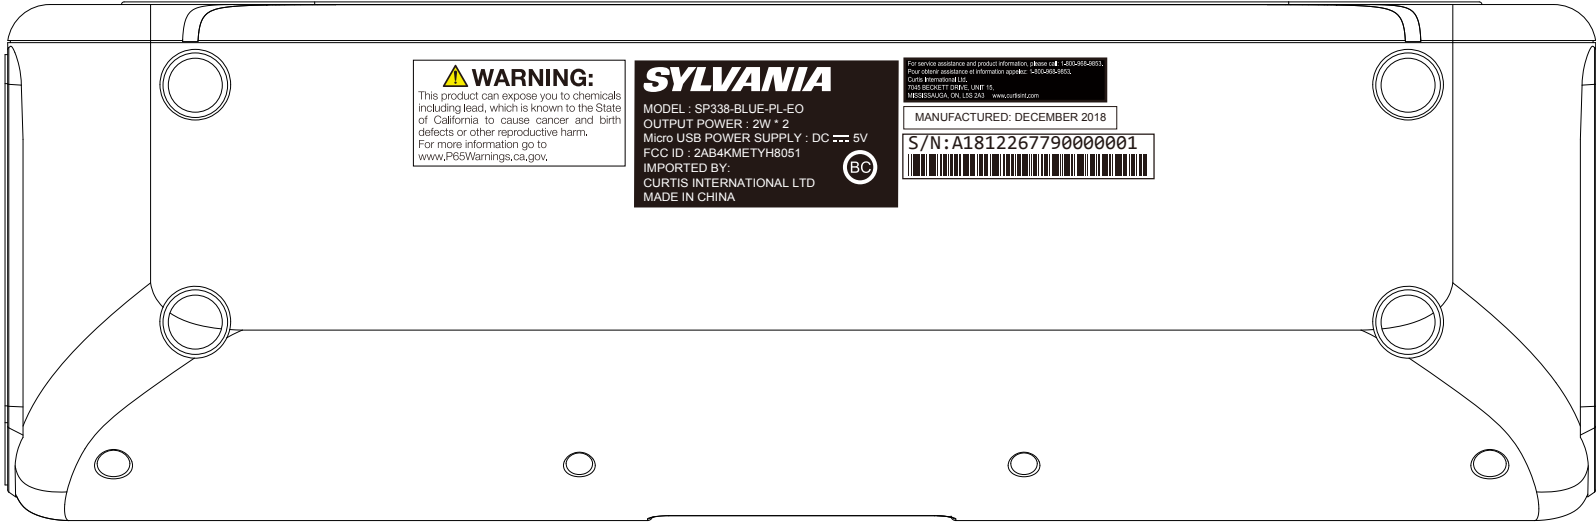 WARNING:
This product can expose you to chemicals
including lead, which is known to the State
of California to cause cancer and birth
defects or other reproductive harm.
For more information go to
www.P65Warnings.ca.gov.
SYLVANIA
MODEL : SP338-BLUE-PL-EO
OUTPUT POWER : 2W * 2
Micro USB POWER SUPPLY : DC 5V
FCC ID : 2AB4KMETYH8051
IMPORTED BY:
CURTIS INTERNATIONAL LTD
MADE IN CHINA
BC
For service assistance and product information, please call: 1-800-968-9853.
Pour obtenir assistance et information appelez: 1-800-968-9853.
Curtis International Ltd.
7045 BECKETT DRIVE, UNIT 15,
MISSISSAUGA, ON, L5S 2A3 www.curtisint.com
MANUFACTURED: DECEMBER 2018
S/N:A1812267790000001